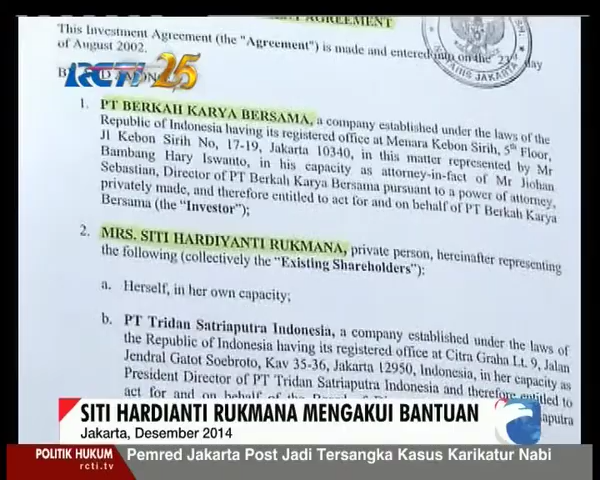 AGREEMENT
This Investment Agreement (the "Agreement") is made and entered into on the 23rd day
of August 2002.
RCTI 25
1. PT BERKAH KARYA BERSAMA, a company established under the laws of the
Republic of Indonesia having its registered office at Menara Kebon Sirih, 5th Floor,
Jl Kebon Sirih No, 17-19, Jakarta 10340, in this matter represented by Mr
Bambang Hary Iswanto, in his capacity as attorney-in-fact of Mr Jiohan
Sebastian, Director of PT Berkah Karya Bersama pursuant to a power of attorney,
privately made, and therefore entitled to act for and on behalf of PT Berkah Karya
Bersama (the "Investor");
2. MRS. SITI HARDIYANTI RUKMANA, private person, hereinafter representing
the following (collectively the "Existing Shareholders"):
a. Herself, in her own capacity;
b. PT Tridan Satriaputra Indonesia, a company established under the laws of
the Republic of Indonesia having its registered office at Citra Graha Lt. 9, Jalan
Jendral Gatot Soebroto, Kav 35-36, Jakarta 12950, Indonesia, in her capacity as
President Director of PT Tridan Satriaputra Indonesia and therefore entitled to
act for and on behalf of the
SITI HARDIANTI RUKMANA MENGAKUI BANTUAN
Jakarta, Desember 2014
POLITIK HUKUM
rcti.tv
Pemred Jakarta Post Jadi Tersangka Kasus Karikatur Nabi